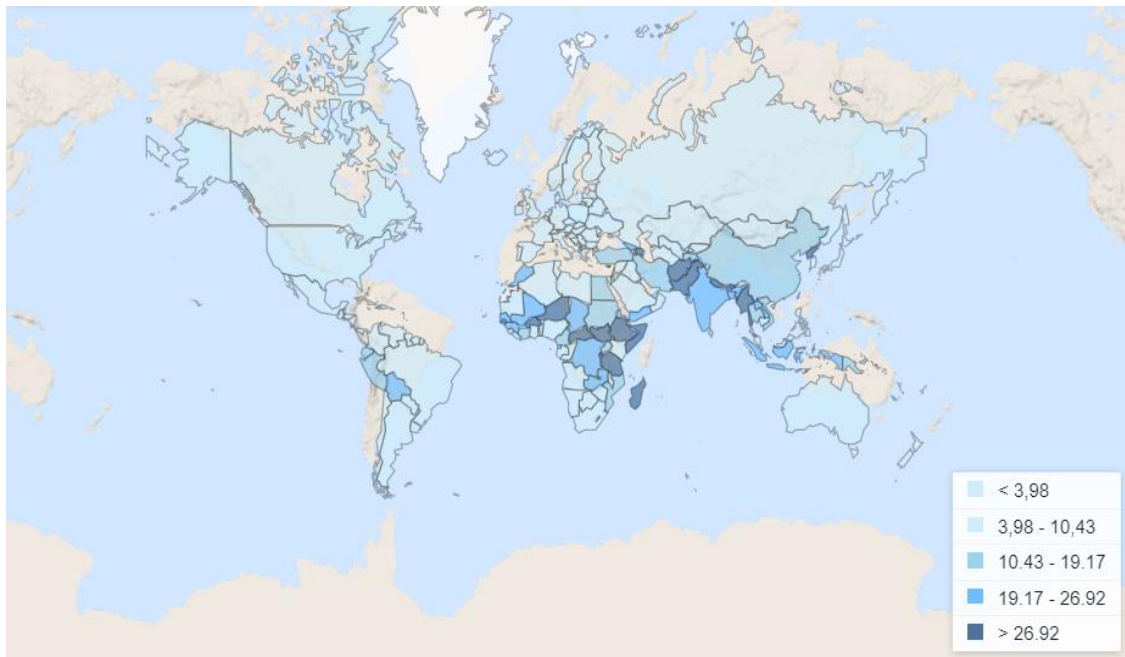 < 3,98
3,98 - 10,43
10.43 - 19.17
19.17 - 26.92
> 26.92